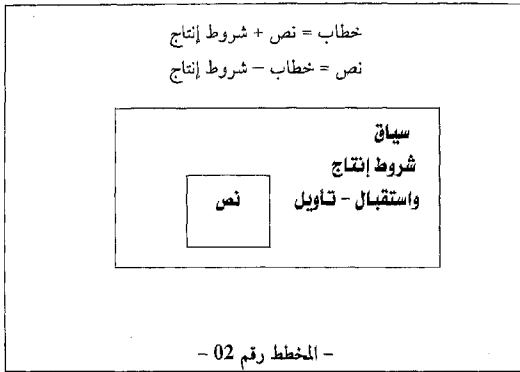 خطاب = نص + شروط إنتاج
نص = خطاب – شروط إنتاج
سياق
شروط إنتاج
واستقبال - تأويل
نص
– المخطط رقم 02 –